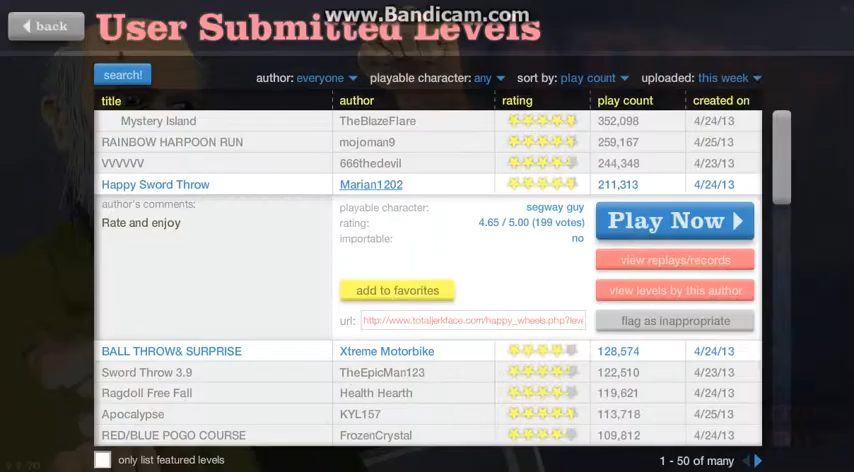 www.Bandicam.com
back
User Submitted Levels
search!
author: everyone playable character: any sort by: play count uploaded: this week
title author rating play count created on
Mystery Island TheBlazeFlare 352,098 4/24/13
RAINBOW HARPOON RUN mojoman9 259,167 4/25/13
VVVVVV 666thedevil 244,348 4/23/13
Happy Sword Throw Marian1202 211,313 4/24/13
author's comments:
Rate and enjoy
playable character: segway guy
rating: 4.65 / 5.00 (199 votes)
importable: no
add to favorites
url: http://www.totaljerkface.com/happy_wheels.php?leve
Play Now
view replays/records
view levels by this author
flag as inappropriate
BALL THROW& SURPRISE Xtreme Motorbike 128,574 4/24/13
Sword Throw 3.9 TheEpicMan123 122,510 4/23/13
Ragdoll Free Fall Health Hearth 119,621 4/24/13
Apocalypse KYL157 113,718 4/25/13
RED/BLUE POGO COURSE FrozenCrystal 109,812 4/24/13
only list featured levels
1 - 50 of many